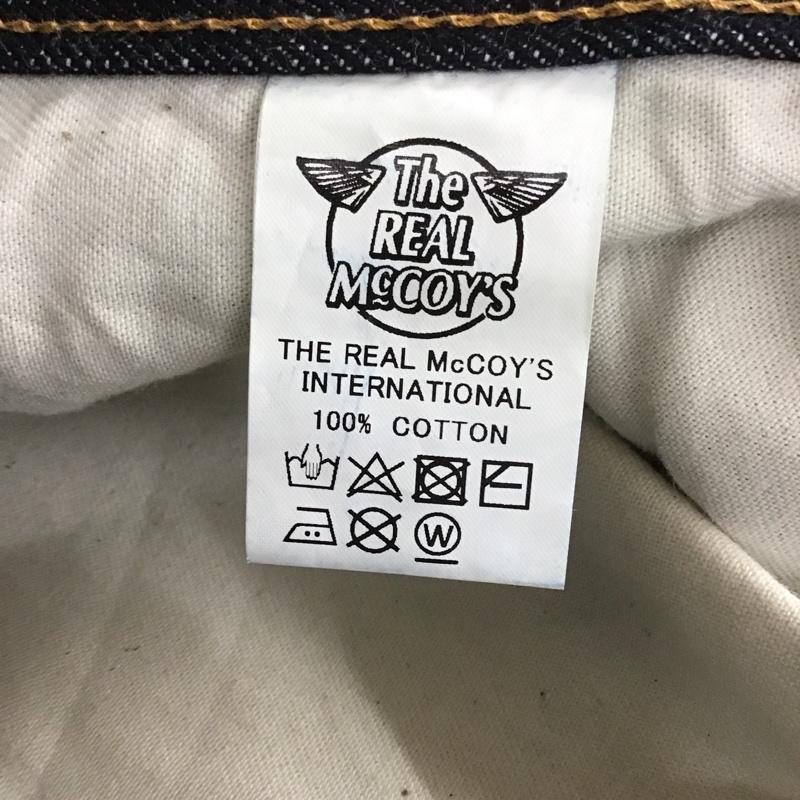 The
REAL
McCOY'S
THE REAL McCOY'S
INTERNATIONAL
100% COTTON
W